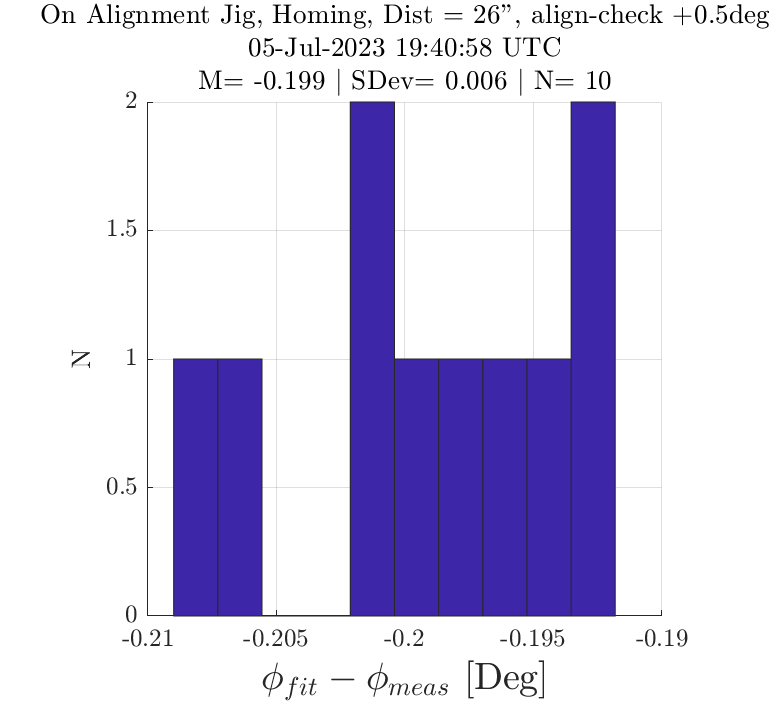 On Alignment Jig, Homing, Dist = 26”, align-check +0.5deg
05-Jul-2023 19:40:58 UTC
M= -0.199 | SDev= 0.006 | N= 10
2
1.5
1
0.5
0
N
-0.21 -0.205 -0.2 -0.195 -0.19
ϕ_fit − ϕ_meas [Deg]